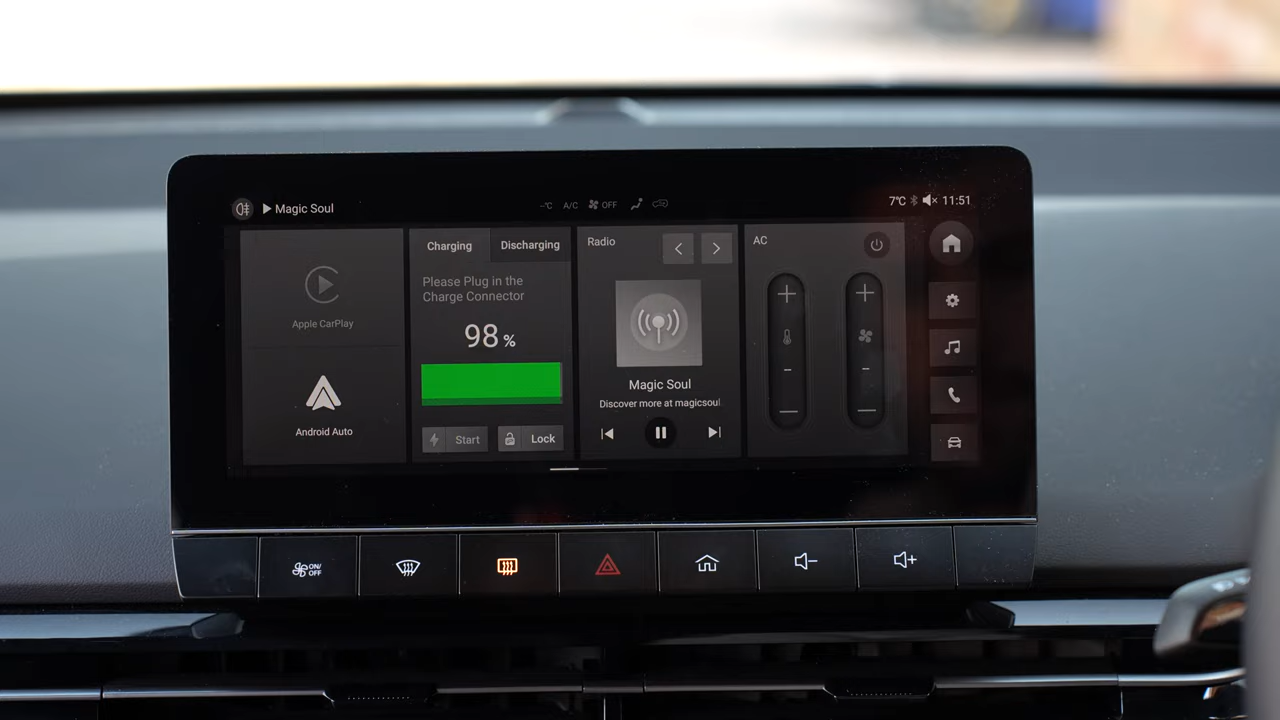 Magic Soul
--°C A/C OFF
7°C 11:51
Apple CarPlay
Android Auto
Charging Discharging
Please Plug in the
Charge Connector
98 %
Start Lock
Radio
Magic Soul
Discover more at magicsoul
AC
ON/
OFF